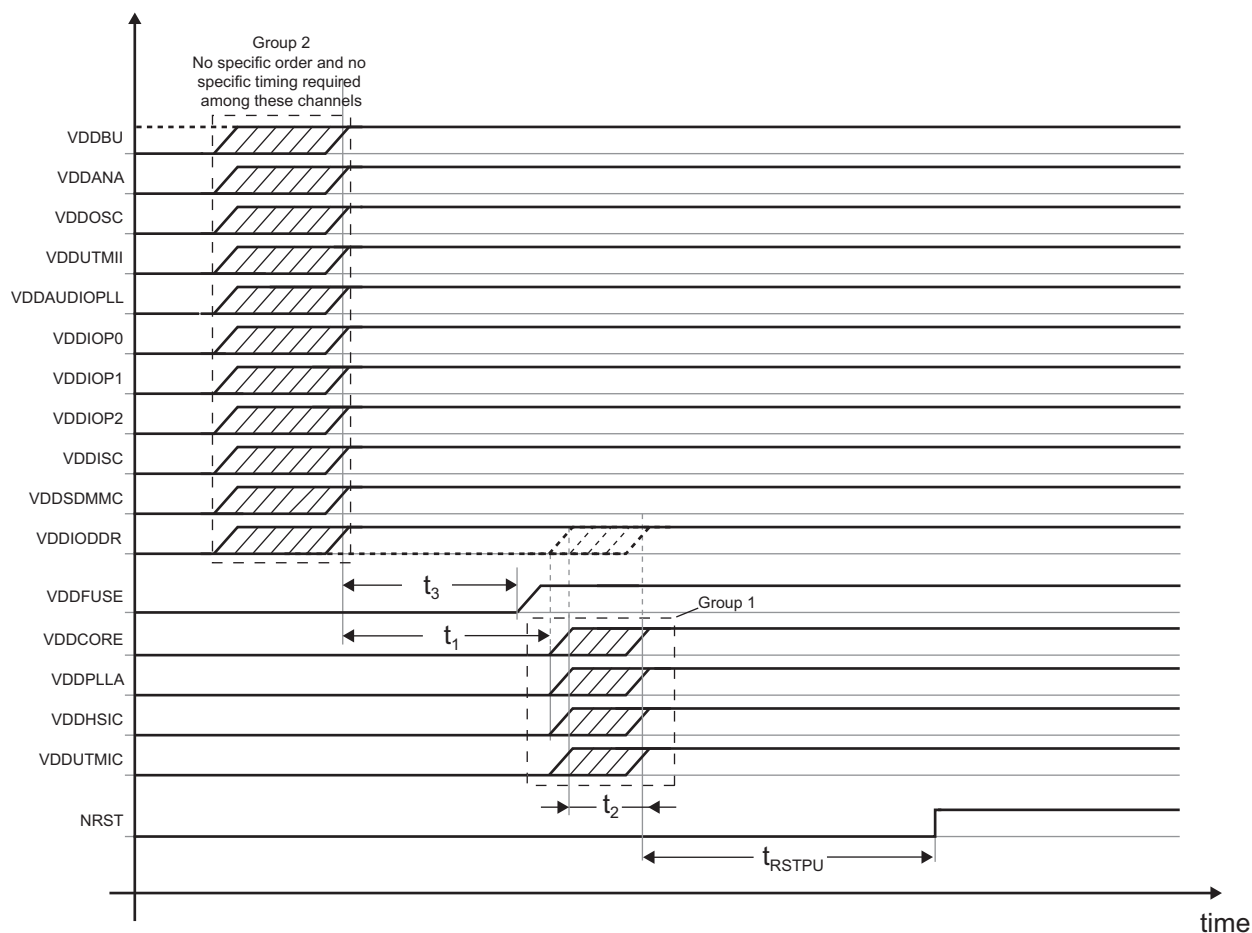 Group 2
No specific order and no
specific timing required
among these channels
VDDBU
VDDANA
VDDOSC
VDDUTMII
VDDAUDIOPLL
VDDIOP0
VDDIOP1
VDDIOP2
VDDISC
VDDSDMMC
VDDIODDR
t3
VDDFUSE
Group 1
t1
VDDCORE
VDDPLLA
VDDHSIC
VDDUTMIC
t2
NRST
tRSTPU
time